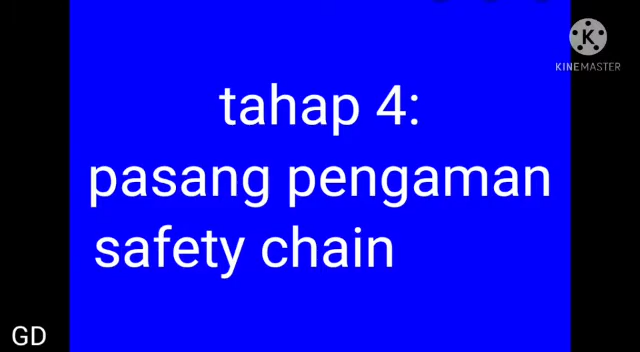 KINEMASTER
tahap 4:
pasang pengaman
safety chain
GD